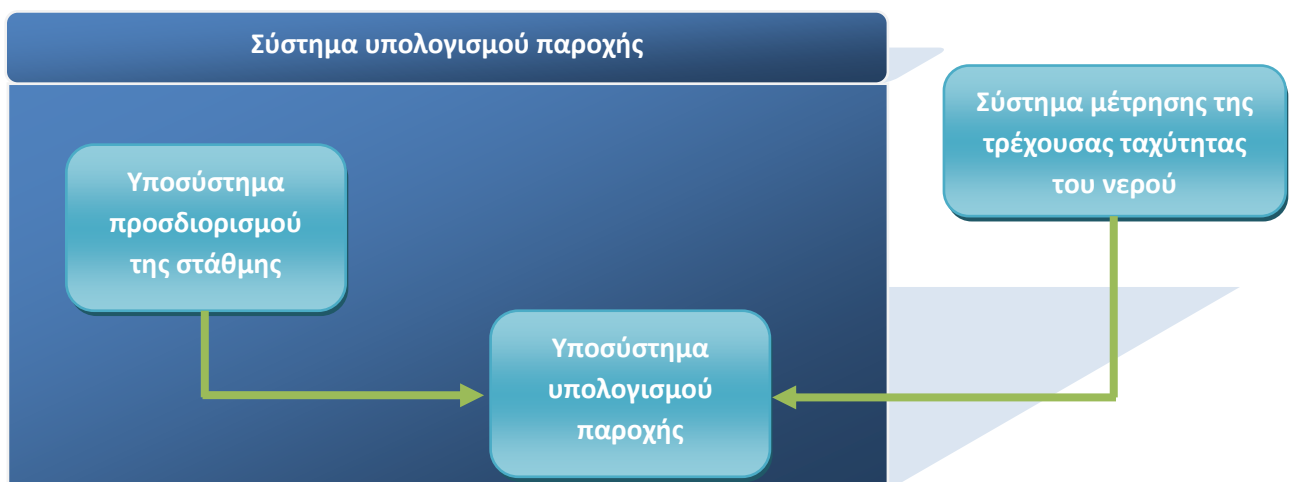 Σύστημα υπολογισμού παροχής
Σύστημα μέτρησης της
τρέχουσας ταχύτητας
του νερού
Υποσύστημα
προσδιορισμού
της στάθμης
Υποσύστημα
υπολογισμού
παροχής